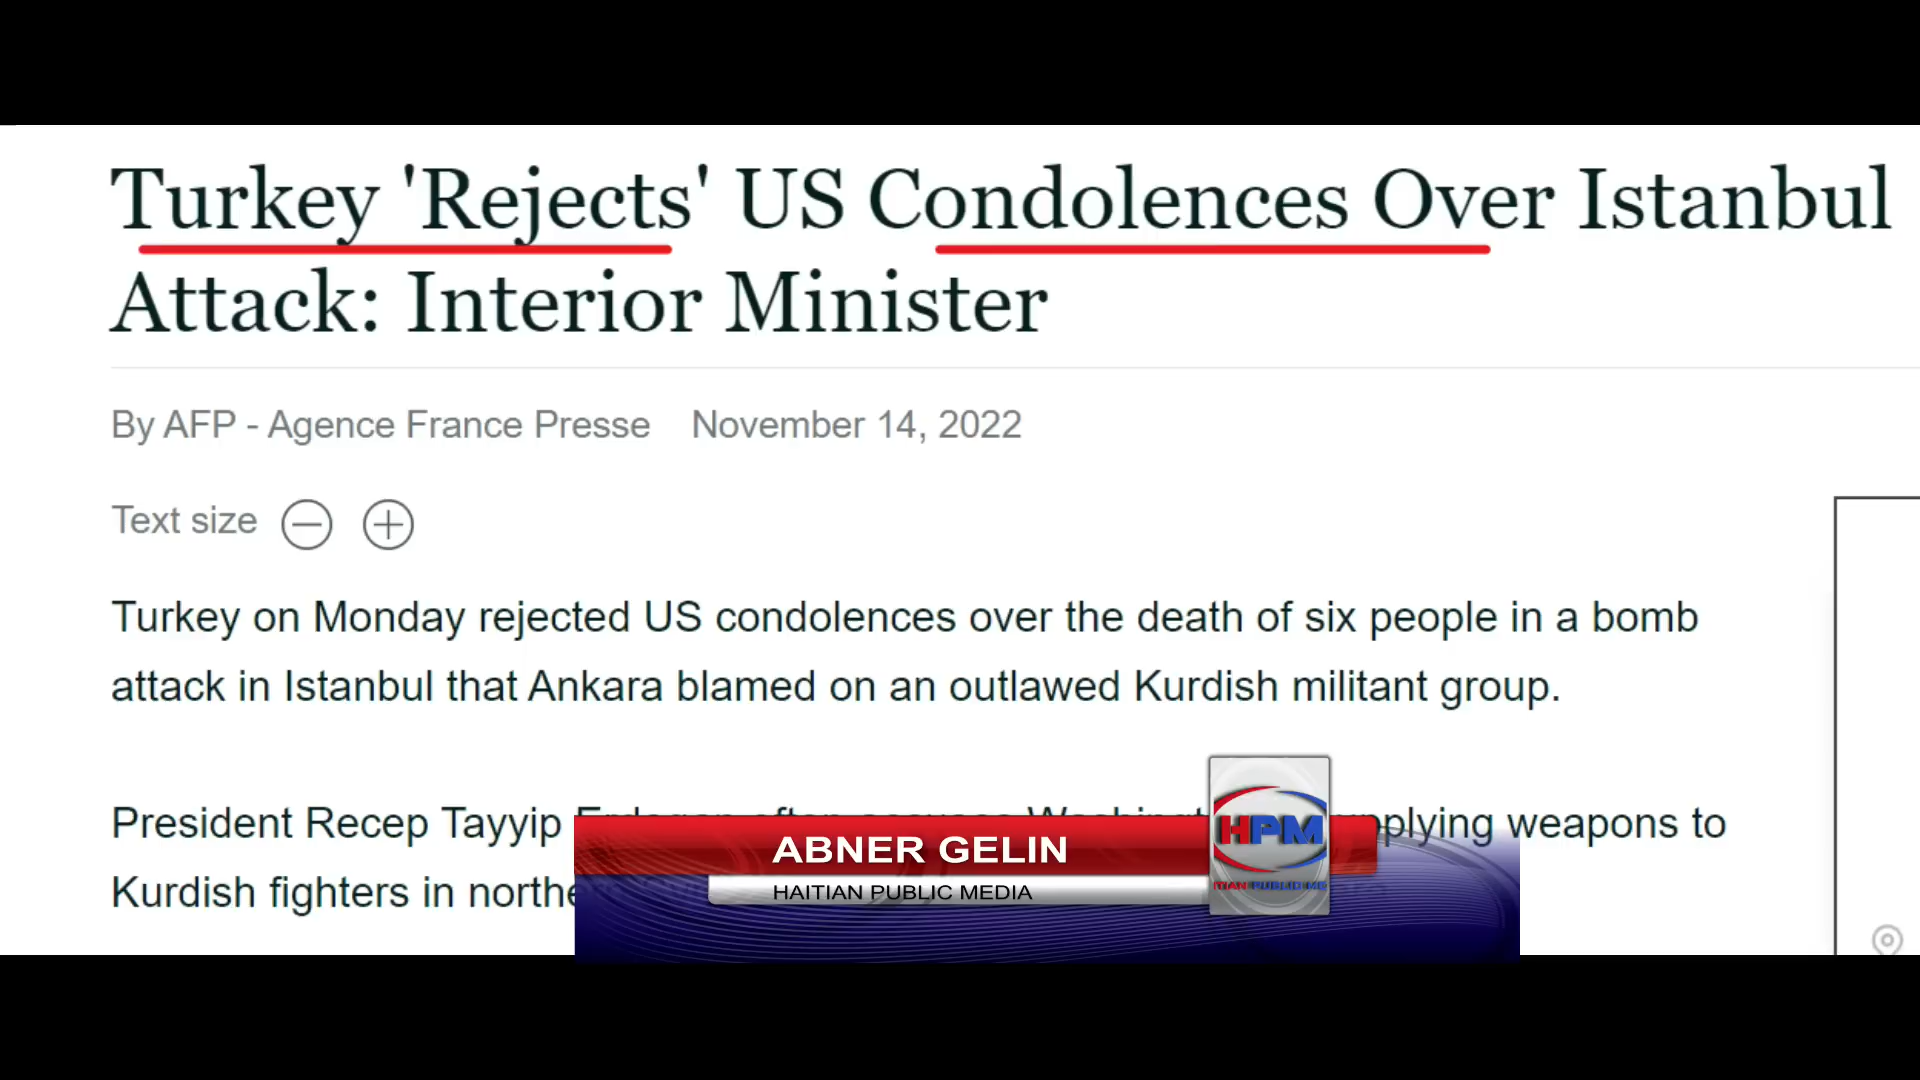 Turkey 'Rejects' US Condolences Over Istanbul
Attack: Interior Minister
By AFP - Agence France Presse November 14, 2022
Text size
Turkey on Monday rejected US condolences over the death of six people in a bomb
attack in Istanbul that Ankara blamed on an outlawed Kurdish militant group.
President Recep Tayyip Erdogan often accuses weapons to
Kurdish fighters in
ABNER GELIN
HAITIAN PUBLIC MEDIA
HPM